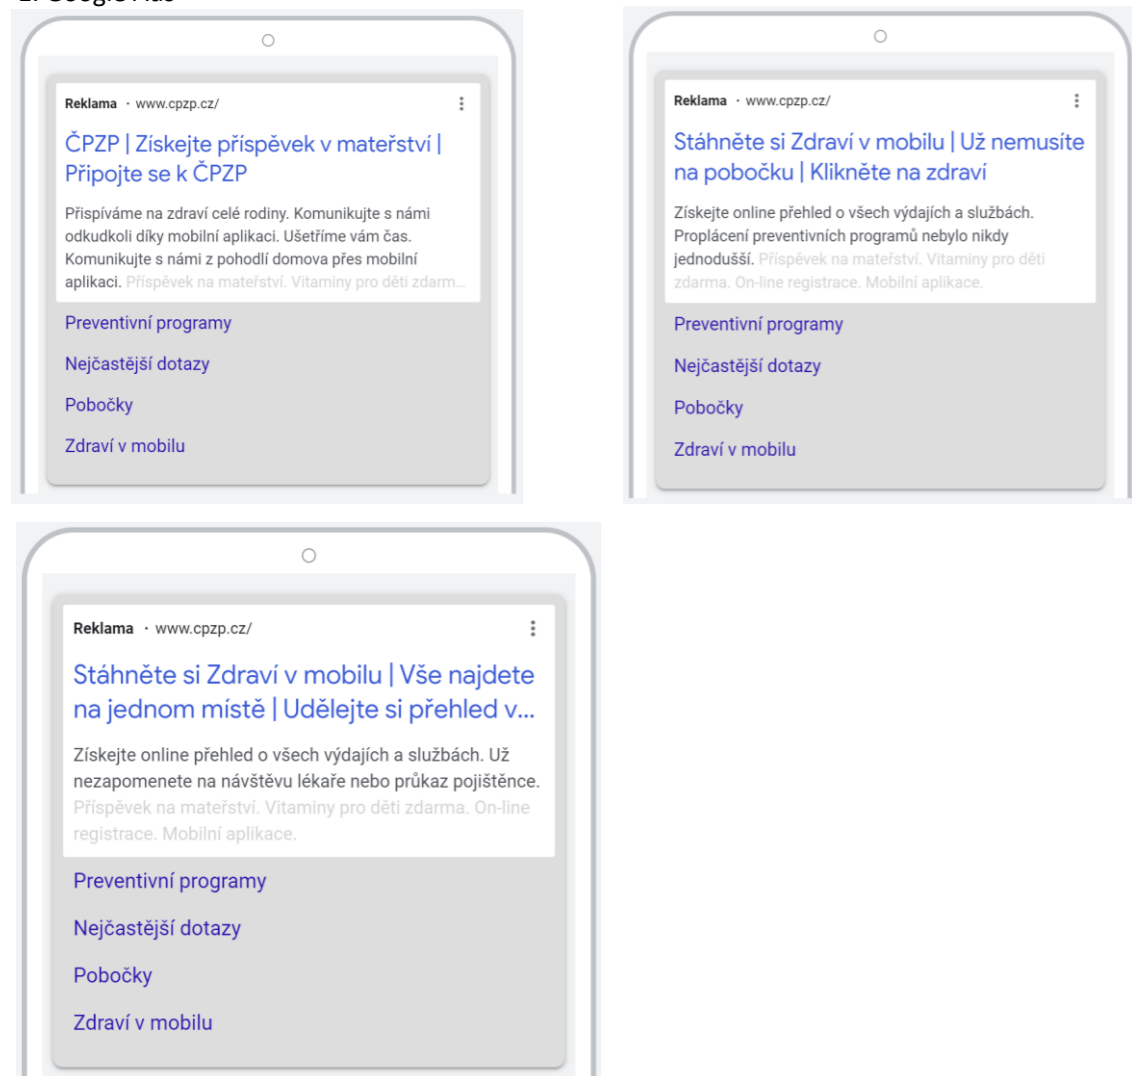 Reklama · www.cpzp.cz/
ČPZP | Získejte příspěvek v mateřství |
Připojte se k ČPZP
Přispíváme na zdraví celé rodiny. Komunikujte s námi
odkudkoli díky mobilní aplikaci. Ušetříme vám čas.
Komunikujte s námi z pohodlí domova přes mobilní
aplikaci. Příspěvek na mateřství. Vitaminy pro děti zdarm...
Preventivní programy
Nejčastější dotazy
Pobočky
Zdraví v mobilu
Reklama · www.cpzp.cz/
Stáhněte si Zdraví v mobilu | Už nemusíte
na pobočku | Klikněte na zdraví
Získejte online přehled o všech výdajích a službách.
Proplácení preventivních programů nebylo nikdy
jednodušší. Příspěvek na mateřství. Vitaminy pro děti
zdarma. On-line registrace. Mobilní aplikace.
Preventivní programy
Nejčastější dotazy
Pobočky
Zdraví v mobilu
Reklama · www.cpzp.cz/
Stáhněte si Zdraví v mobilu | Vše najdete
na jednom místě | Udělejte si přehled v...
Získejte online přehled o všech výdajích a službách. Už
nezapomenete na návštěvu lékaře nebo průkaz pojištěnce.
Příspěvek na mateřství. Vitaminy pro děti zdarma. On-line
registrace. Mobilní aplikace.
Preventivní programy
Nejčastější dotazy
Pobočky
Zdraví v mobilu